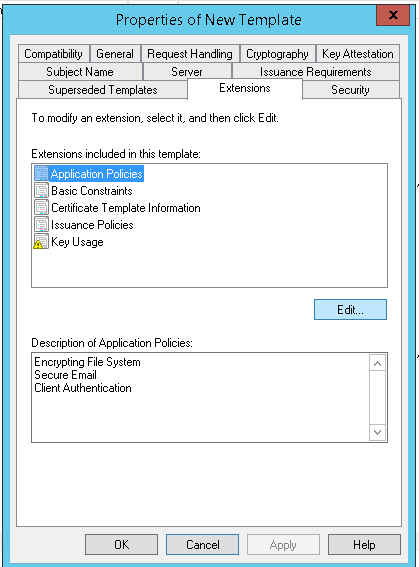 Properties of New Template
x
Compatibility General Request Handling Cryptography Key Attestation
Subject Name Server Issuance Requirements
Superseded Templates Extensions Security
To modify an extension, select it, and then click Edit.
Extensions included in this template:
Application Policies
Basic Constraints
Certificate Template Information
Issuance Policies
Key Usage
Edit...
Description of Application Policies:
Encrypting File System
Secure Email
Client Authentication
OK Cancel Apply Help